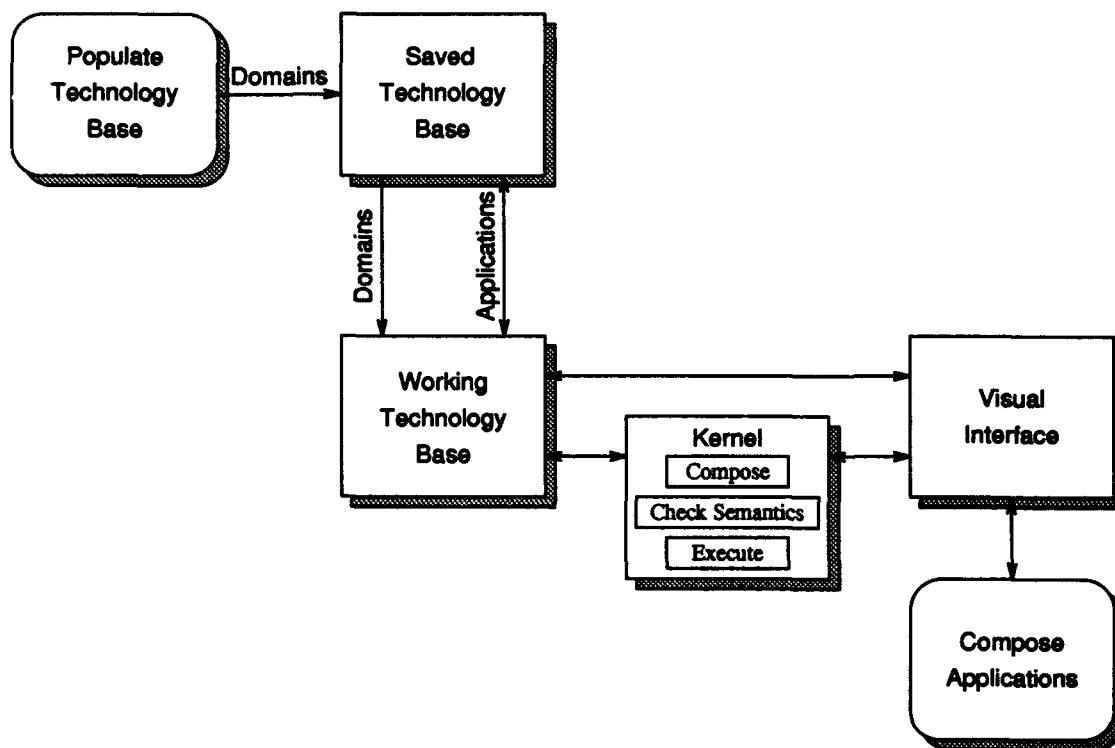 Populate
Technology
Base
Domains
Saved
Technology
Base
Domains
Applications
Working
Technology
Base
Kernel
Compose
Check Semantics
Execute
Visual
Interface
Compose
Applications